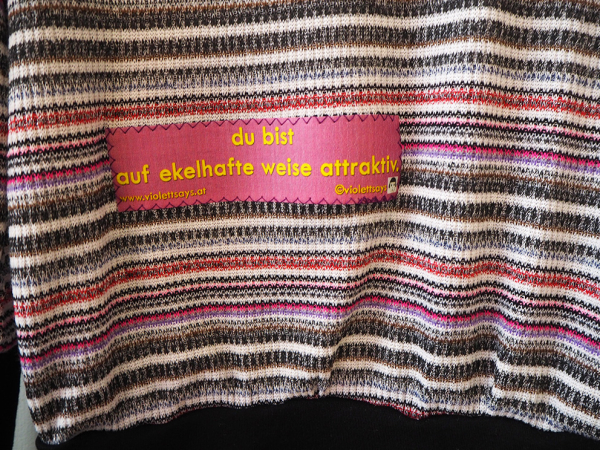 du bist
auf ekelhafte weise attraktiv.
www.violettsays.at ©violettsays